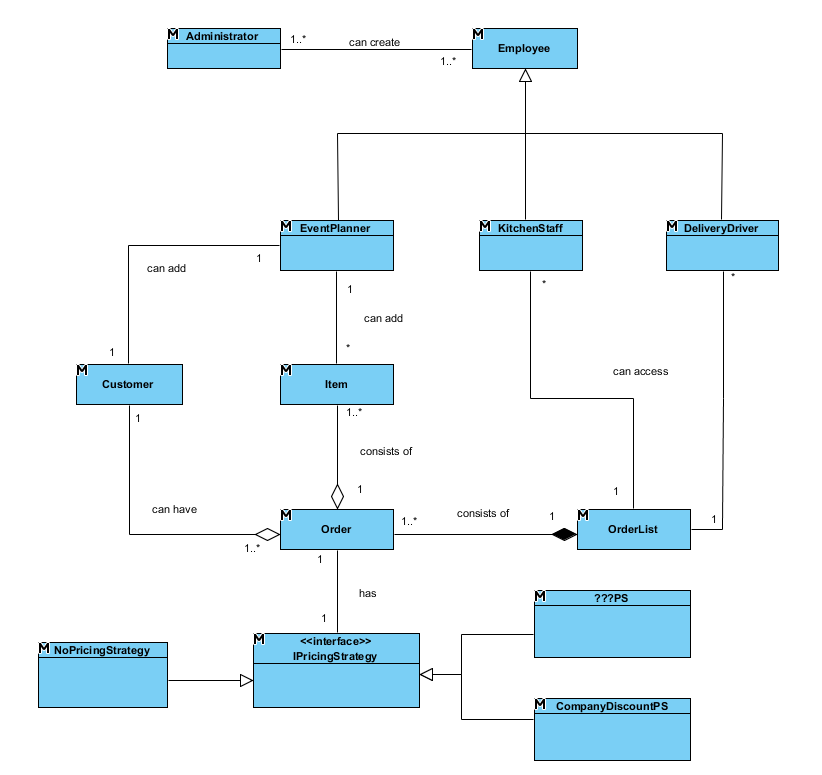 Administrator
1..*
can create
1..*
Employee
EventPlanner
KitchenStaff
DeliveryDriver
1
can add
1
1
can add
*
*
*
can access
Customer
Item
1
1..*
consists of
1
can have
1..*
Order
1..*
consists of
1
1
OrderList
1
1
has
1
<<interface>>
IPricingStrategy
NoPricingStrategy
???PS
CompanyDiscountPS